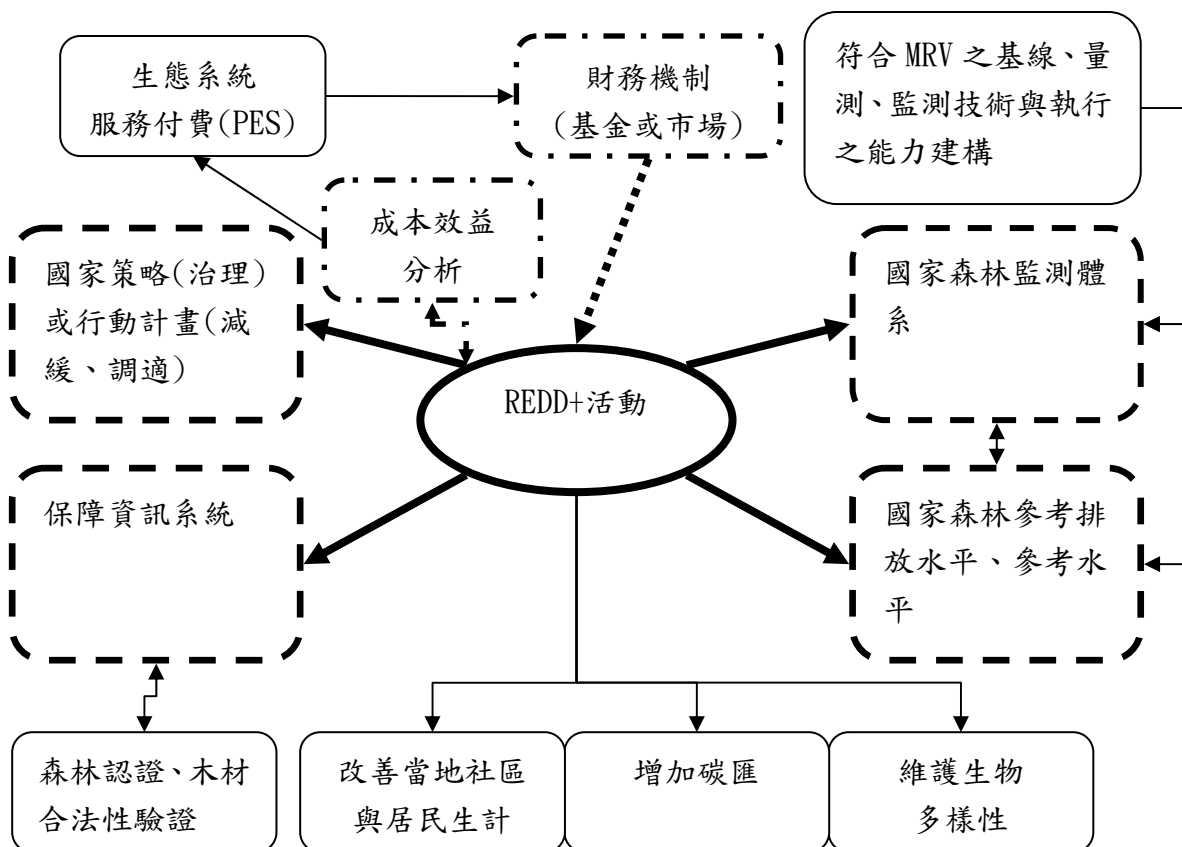 生態系統
服務付費(PES)
財務機制
(基金或市場)
符合 MRV 之基線、量
測、監測技術與執行
之能力建構
成本效益
分析
國家策略(治理)
或行動計畫(減
緩、調適)
國家森林監測體
系
REDD+活動
保障資訊系統
國家森林參考排
放水平、參考水
平
森林認證、木材
合法性驗證
改善當地社區
與居民生計
增加碳匯
維護生物
多樣性